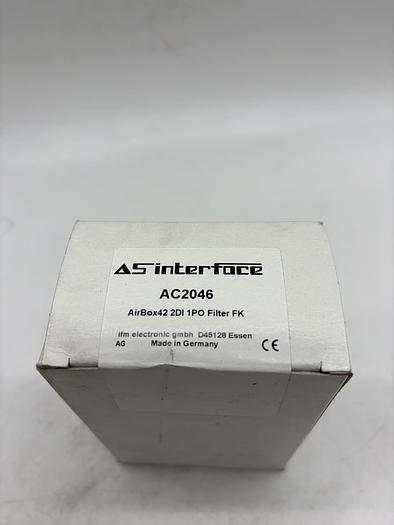 AS interface
AC2046
AirBox42 2DI 1PO Filter FK
ifm electronic gmbh D45128 Essen
AG Made in Germany CE